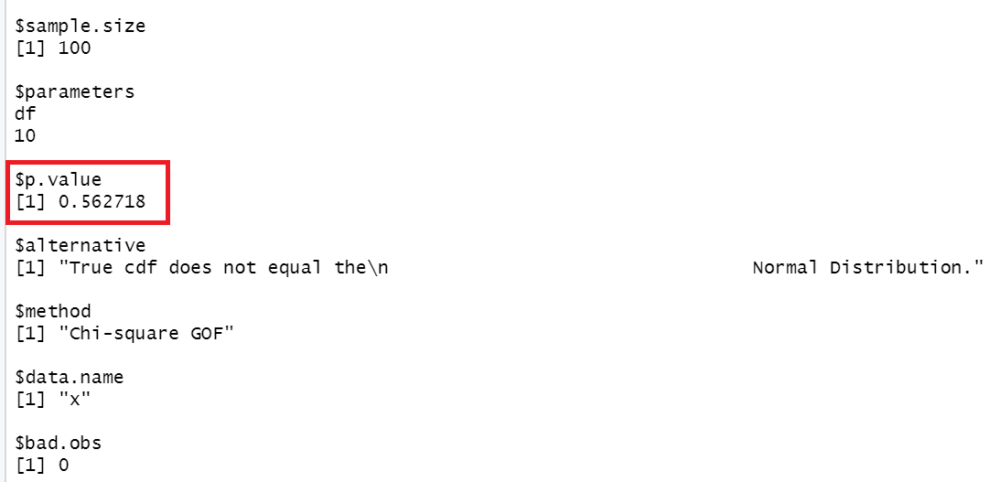 $sample.size
[1] 100
$parameters
df
10
$p.value
[1] 0.562718
$alternative
[1] "True cdf does not equal the\n                                 Normal Distribution."
$method
[1] "Chi-square GOF"
$data.name
[1] "x"
$bad.obs
[1] 0